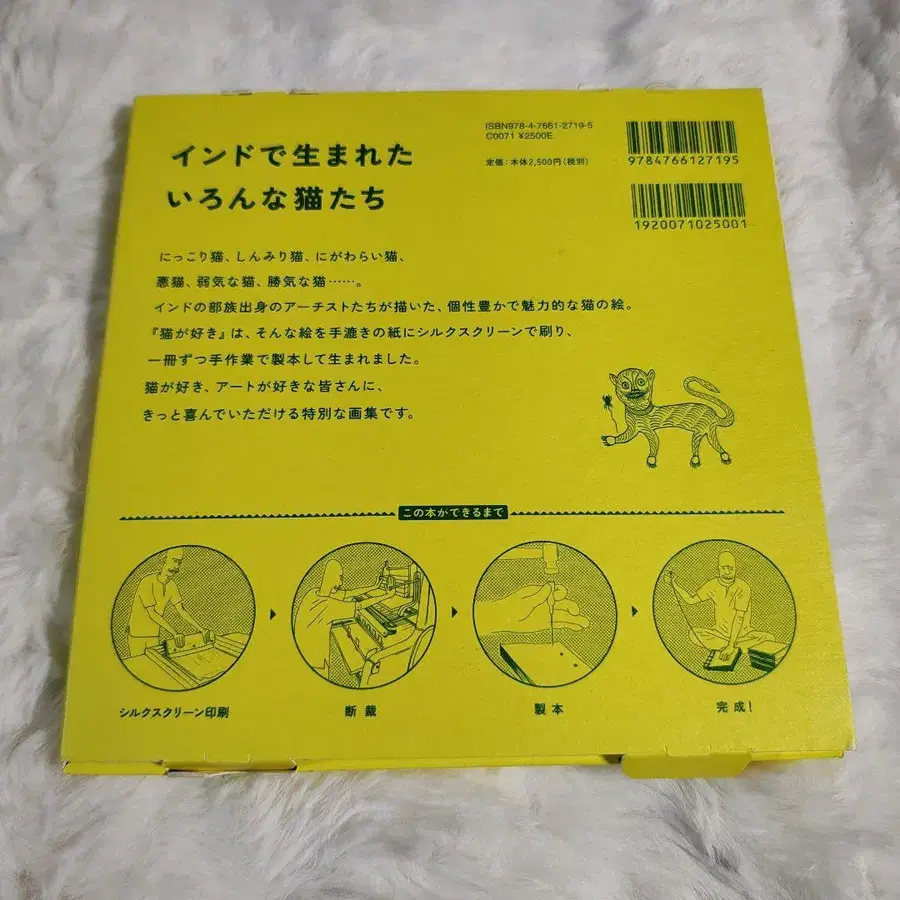 インドで生まれた
いろんな猫たち
ISBN978-4-7661-2719-5
C0071 ¥2500E
定価：本体2,500円(税別)
9784766127195
1920071025001
にっこり猫、しんみり猫、にがわらい猫、
悪猫、弱気な猫、勝気な猫……。
インドの部族出身のアーチストたちが描いた、個性豊かで魅力的な猫の絵。
『猫が好き』は、そんな絵を手漉きの紙にシルクスクリーンで刷り、
一冊ずつ手作業で製本して生まれました。
猫が好き、アートが好きな皆さんに、
きっと喜んでいただける特別な画集です。
この本ができるまで
シルクスクリーン印刷
断裁
製本
完成！